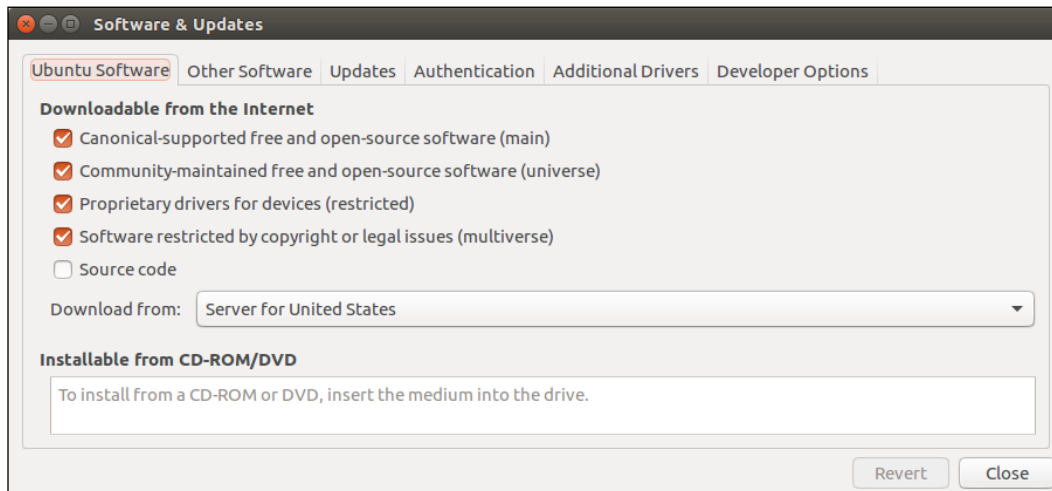 Software & Updates
Ubuntu Software Other Software Updates Authentication Additional Drivers Developer Options
Downloadable from the Internet
Canonical-supported free and open-source software (main)
Community-maintained free and open-source software (universe)
Proprietary drivers for devices (restricted)
Software restricted by copyright or legal issues (multiverse)
Source code
Download from: Server for United States
Installable from CD-ROM/DVD
To install from a CD-ROM or DVD, insert the medium into the drive.
Revert Close